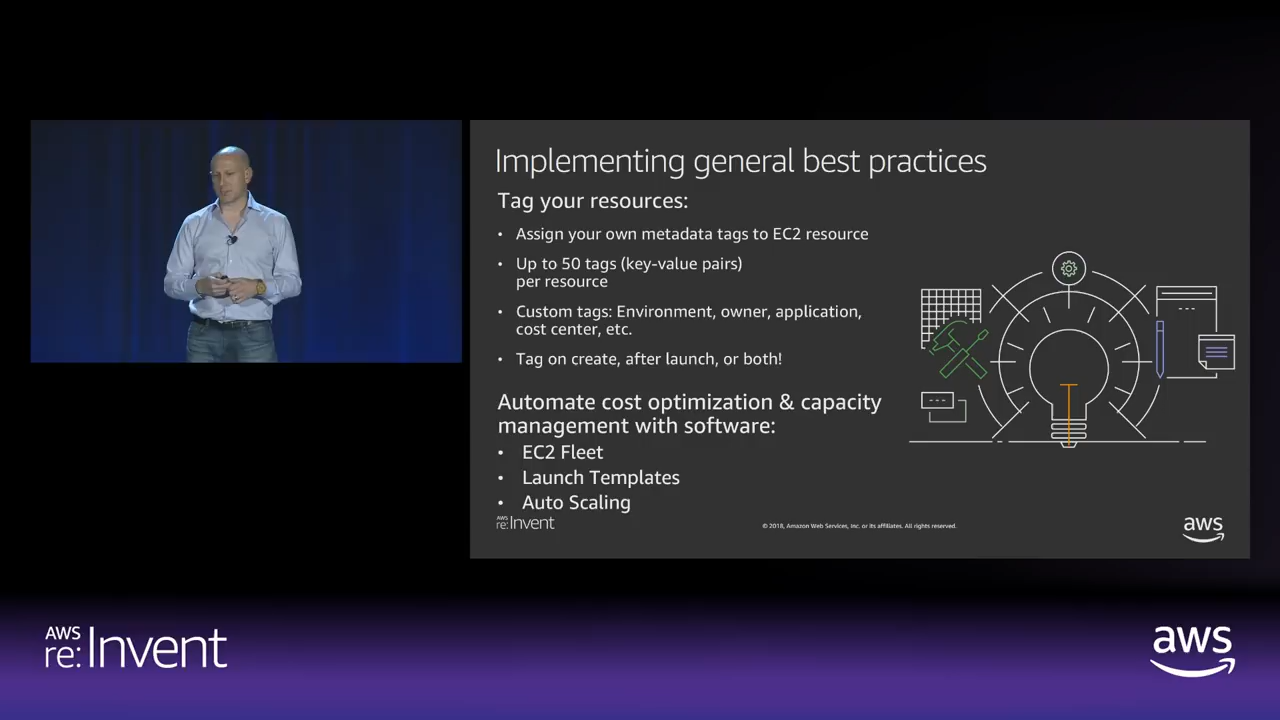 Implementing general best practices
Tag your resources:
• Assign your own metadata tags to EC2 resource
• Up to 50 tags (key-value pairs)
per resource
• Custom tags: Environment, owner, application,
cost center, etc.
• Tag on create, after launch, or both!
Automate cost optimization & capacity
management with software:
• EC2 Fleet
• Launch Templates
• Auto Scaling
AWS
re:Invent
© 2018, Amazon Web Services, Inc. or its affiliates. All rights reserved.
aws
AWS
re:Invent
aws